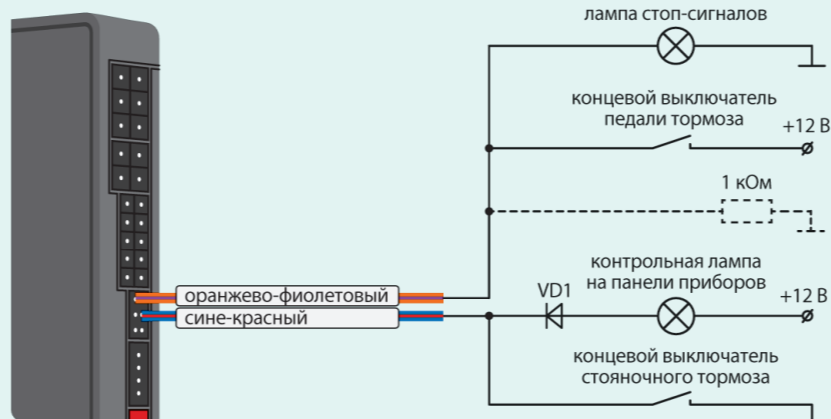 лампа стоп-сигналов
концевой выключатель
педали тормоза
+12 В
1 кОм
контрольная лампа
на панели приборов
+12 В
VD1
оранжево-фиолетовый
сине-красный
концевой выключатель
стояночного тормоза